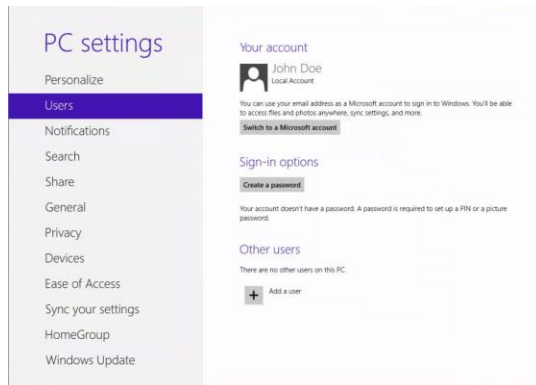 PC settings
Personalize
Users
Notifications
Search
Share
General
Privacy
Devices
Ease of Access
Sync your settings
HomeGroup
Windows Update
Your account
John Doe
Local Account
You can use your email address as a Microsoft account to sign in to Windows. You'll be able
to access files and photos anywhere, sync settings, and more.
Switch to a Microsoft account
Sign-in options
Create a password
Your account doesn't have a password. A password is required to set up a PIN or a picture
password.
Other users
There are no other users on this PC.
Add a user